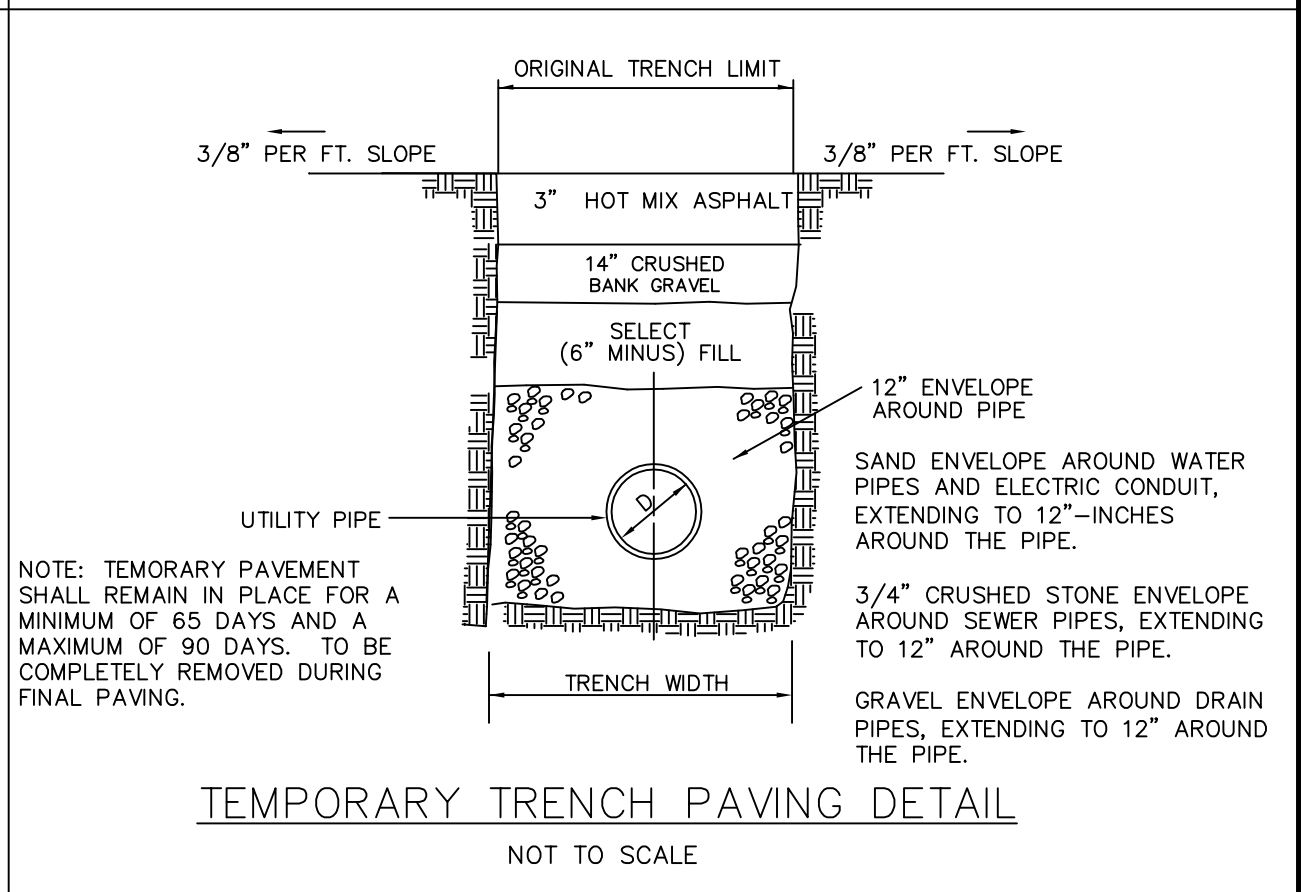 ORIGINAL TRENCH LIMIT
3/8" PER FT. SLOPE
3/8" PER FT. SLOPE
3" HOT MIX ASPHALT
14" CRUSHED
BANK GRAVEL
SELECT
(6" MINUS) FILL
12" ENVELOPE
AROUND PIPE
SAND ENVELOPE AROUND WATER
PIPES AND ELECTRIC CONDUIT,
EXTENDING TO 12"-INCHES
AROUND THE PIPE.
D
UTILITY PIPE
NOTE: TEMORARY PAVEMENT
SHALL REMAIN IN PLACE FOR A
MINIMUM OF 65 DAYS AND A
MAXIMUM OF 90 DAYS. TO BE
COMPLETELY REMOVED DURING
FINAL PAVING.
3/4" CRUSHED STONE ENVELOPE
AROUND SEWER PIPES, EXTENDING
TO 12" AROUND THE PIPE.
TRENCH WIDTH
GRAVEL ENVELOPE AROUND DRAIN
PIPES, EXTENDING TO 12" AROUND
THE PIPE.
TEMPORARY TRENCH PAVING DETAIL
NOT TO SCALE